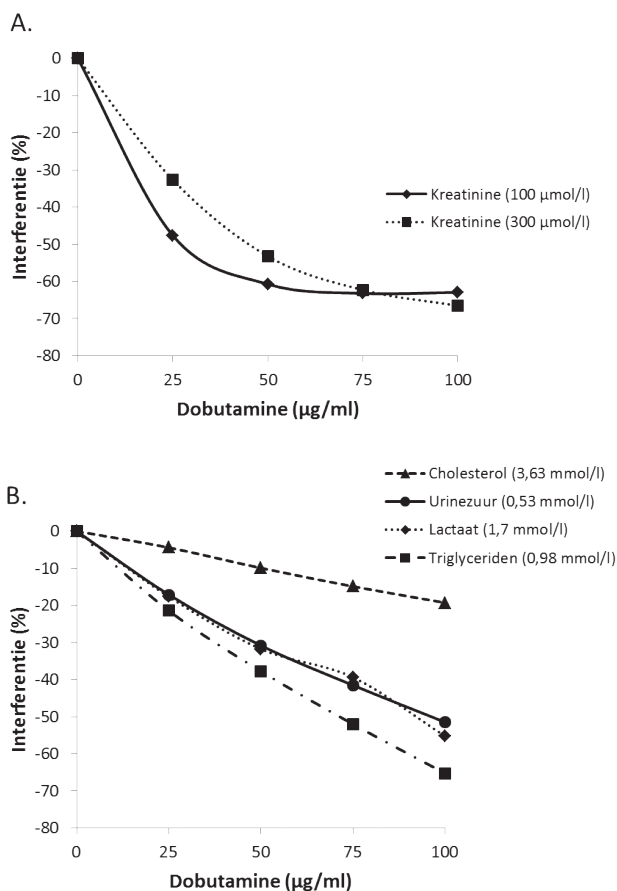 A.
0
-10
-20
-30
-40
-50
-60
-70
-80
Interferentie (%)
Kreatinine (100 μmol/l)
Kreatinine (300 μmol/l)
0 25 50 75 100
Dobutamine (μg/ml)
B.
Cholesterol (3,63 mmol/l)
Urinezuur (0,53 mmol/l)
Lactaat (1,7 mmol/l)
Triglyceriden (0,98 mmol/l)
0
-10
-20
-30
-40
-50
-60
-70
-80
Interferentie (%)
0 25 50 75 100
Dobutamine (μg/ml)